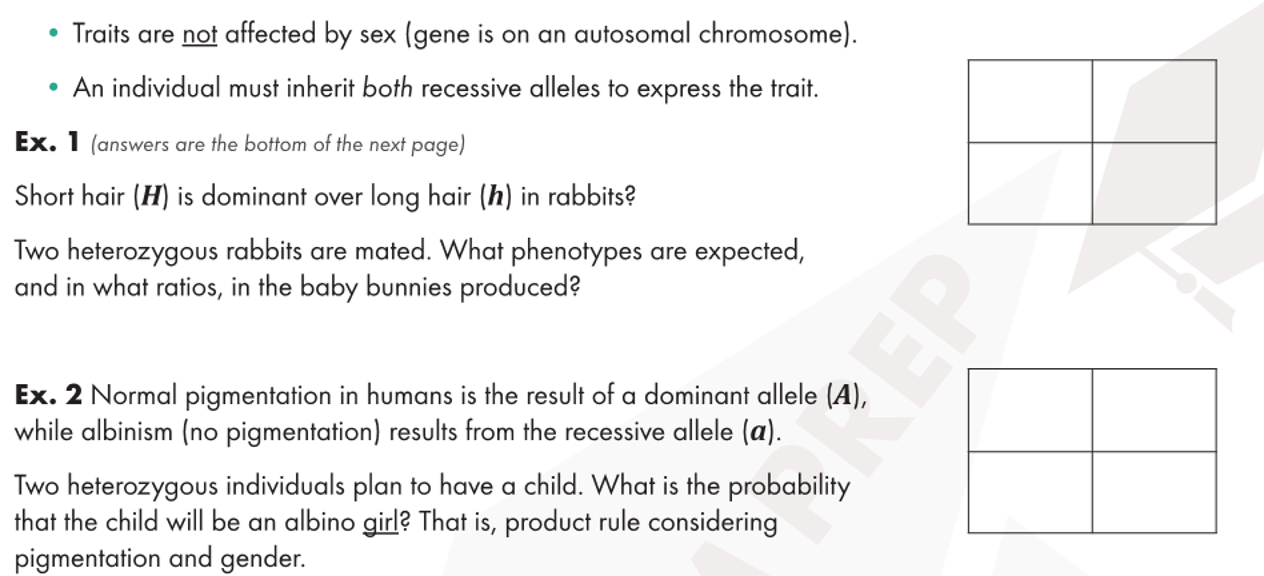 • Traits are not affected by sex (gene is on an autosomal chromosome).
• An individual must inherit both recessive alleles to express the trait.
Ex. 1 (answers are the bottom of the next page)
Short hair (H) is dominant over long hair (h) in rabbits?
Two heterozygous rabbits are mated. What phenotypes are expected,
and in what ratios, in the baby bunnies produced?
Ex. 2 Normal pigmentation in humans is the result of a dominant allele (A),
while albinism (no pigmentation) results from the recessive allele (a).
Two heterozygous individuals plan to have a child. What is the probability
that the child will be an albino girl? That is, product rule considering
pigmentation and gender.
A PREP